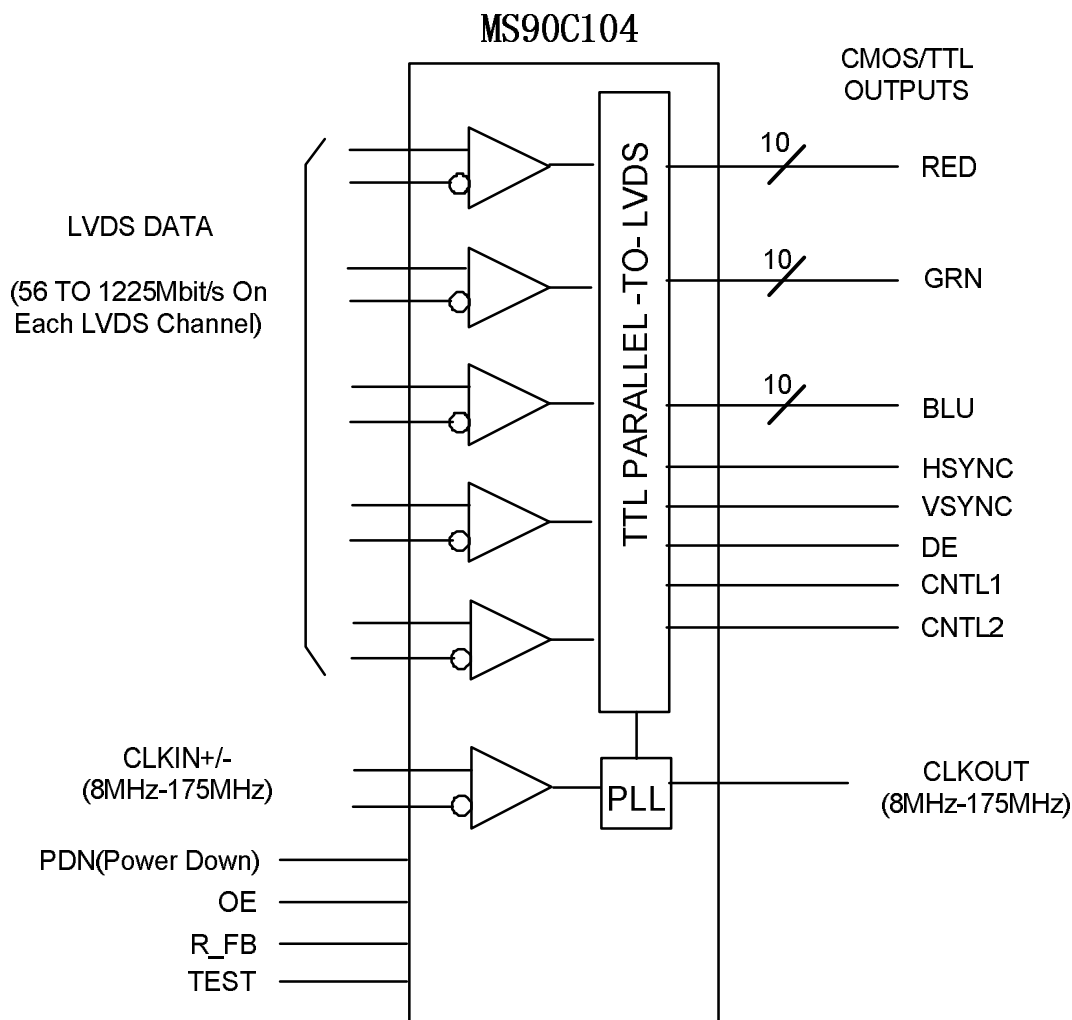 MS90C104
CMOS/TTL
OUTPUTS
LVDS DATA
(56 TO 1225Mbit/s On
Each LVDS Channel)
TTL PARALLEL -TO- LVDS
10
RED
10
GRN
10
BLU
HSYNC
VSYNC
DE
CNTL1
CNTL2
CLKIN+/-
(8MHz-175MHz)
PLL
CLKOUT
(8MHz-175MHz)
PDN(Power Down)
OE
R_FB
TEST